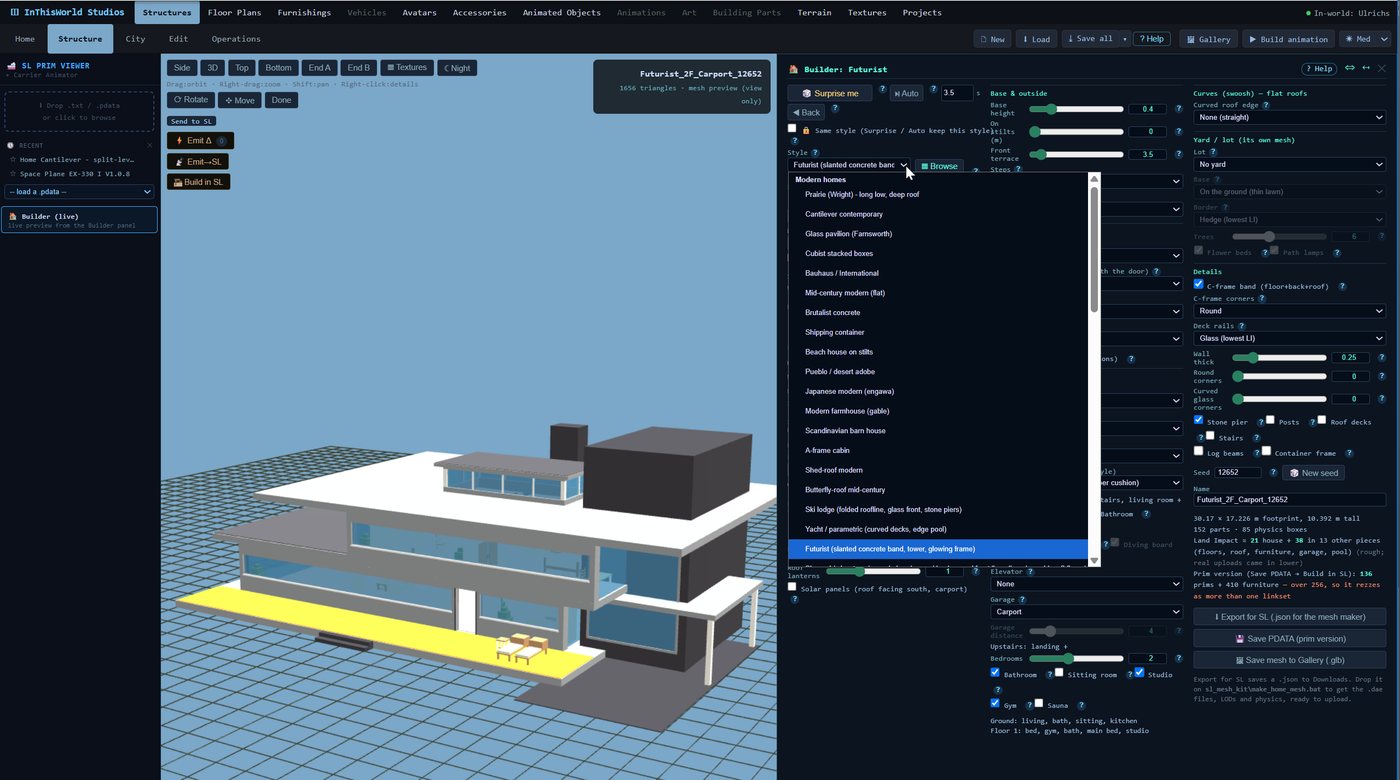 InThisWorld Studios
Structures
Floor Plans
Furnishings
Vehicles
Avatars
Accessories
Animated Objects
Animations
Art
Building Parts
Terrain
Textures
Projects
In-world: Ulrichs
Home
Structure
City
Edit
Operations
New
Load
Save all
? Help
Gallery
Build animation
Med
SL PRIM VIEWER
+ Carrier Animator
Drop .txt / .pdata
or click to browse
RECENT
Home Cantilever - split-lev…
Space Plane EX-330 I V1.0.8
-- load a .pdata --
Builder (live)
live preview from the Builder panel
Side
3D
Top
Bottom
End A
End B
Textures
Night
Drag:orbit · Right-drag:zoom · Shift:pan · Right-click:details
Rotate
Move
Done
Send to SL
Emit Δ 0
Emit→SL
Build in SL
Futurist_2F_Carport_12652
1656 triangles · mesh preview (view
only)
Builder: Futurist
? Help
Surprise me
Auto
3.5 s
Back
Same style (Surprise / Auto keep this style)
Style
Futurist (slanted concrete banc
Browse
Modern homes
Prairie (Wright) - long low, deep roof
Cantilever contemporary
Glass pavilion (Farnsworth)
Cubist stacked boxes
Bauhaus / International
Mid-century modern (flat)
Brutalist concrete
Shipping container
Beach house on stilts
Pueblo / desert adobe
Japanese modern (engawa)
Modern farmhouse (gable)
Scandinavian barn house
A-frame cabin
Shed-roof modern
Butterfly-roof mid-century
Ski lodge (folded roofline, glass front, stone piers)
Yacht / parametric (curved decks, edge pool)
Futurist (slanted concrete band, tower, glowing frame)
lanterns
1
Solar panels (roof facing south, carport)
Base & outside
Base
height
0.4
On
stilts
(m)
0
Front
terrace
3.5
Steps
th the door)
ons)
yle)
er cushion)
tairs, living room +
Bathroom
Diving board
Elevator
None
Garage
Carport
Garage
distance
4
Upstairs: landing +
Bedrooms
2
Bathroom
Sitting room
Studio
Gym
Sauna
Ground: living, bath, sitting, kitchen
Floor 1: bed, gym, bath, main bed, studio
Curves (swoosh) — flat roofs
Curved roof edge
None (straight)
Yard / lot (its own mesh)
Lot
No yard
Base
On the ground (thin lawn)
Border
Hedge (lowest LI)
Trees
6
Flower beds
Path lamps
Details
C-frame band (floor+back+roof)
C-frame corners
Round
Deck rails
Glass (lowest LI)
Wall
thick
0.25
Round
corners
0
Curved
glass
corners
0
Stone pier
Posts
Roof decks
Stairs
Log beams
Container frame
Seed
12652
New seed
Name
Futurist_2F_Carport_12652
30.17 × 17.226 m footprint, 10.392 m tall
152 parts · 85 physics boxes
Land Impact ≈ 21 house + 38 in 13 other pieces
(floors, roof, furniture, garage, pool) (rough;
real uploads came in lower)
Prim version (Save PDATA → Build in SL): 136
prims + 410 furniture — over 256, so it rezzes
as more than one linkset
Export for SL (.json for the mesh maker)
Save PDATA (prim version)
Save mesh to Gallery (.glb)
Export for SL saves a .json to Downloads. Drop it
on sl_mesh_kit\make_home_mesh.bat to get the .dae
files, LODs and physics, ready to upload.